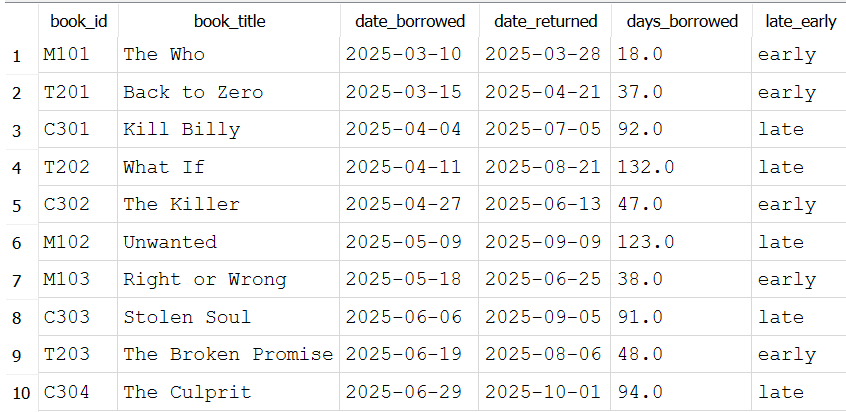 book_id book_title date_borrowed date_returned days_borrowed late_early
1 M101 The Who 2025-03-10 2025-03-28 18.0 early
2 T201 Back to Zero 2025-03-15 2025-04-21 37.0 early
3 C301 Kill Billy 2025-04-04 2025-07-05 92.0 late
4 T202 What If 2025-04-11 2025-08-21 132.0 late
5 C302 The Killer 2025-04-27 2025-06-13 47.0 early
6 M102 Unwanted 2025-05-09 2025-09-09 123.0 late
7 M103 Right or Wrong 2025-05-18 2025-06-25 38.0 early
8 C303 Stolen Soul 2025-06-06 2025-09-05 91.0 late
9 T203 The Broken Promise 2025-06-19 2025-08-06 48.0 early
10 C304 The Culprit 2025-06-29 2025-10-01 94.0 late